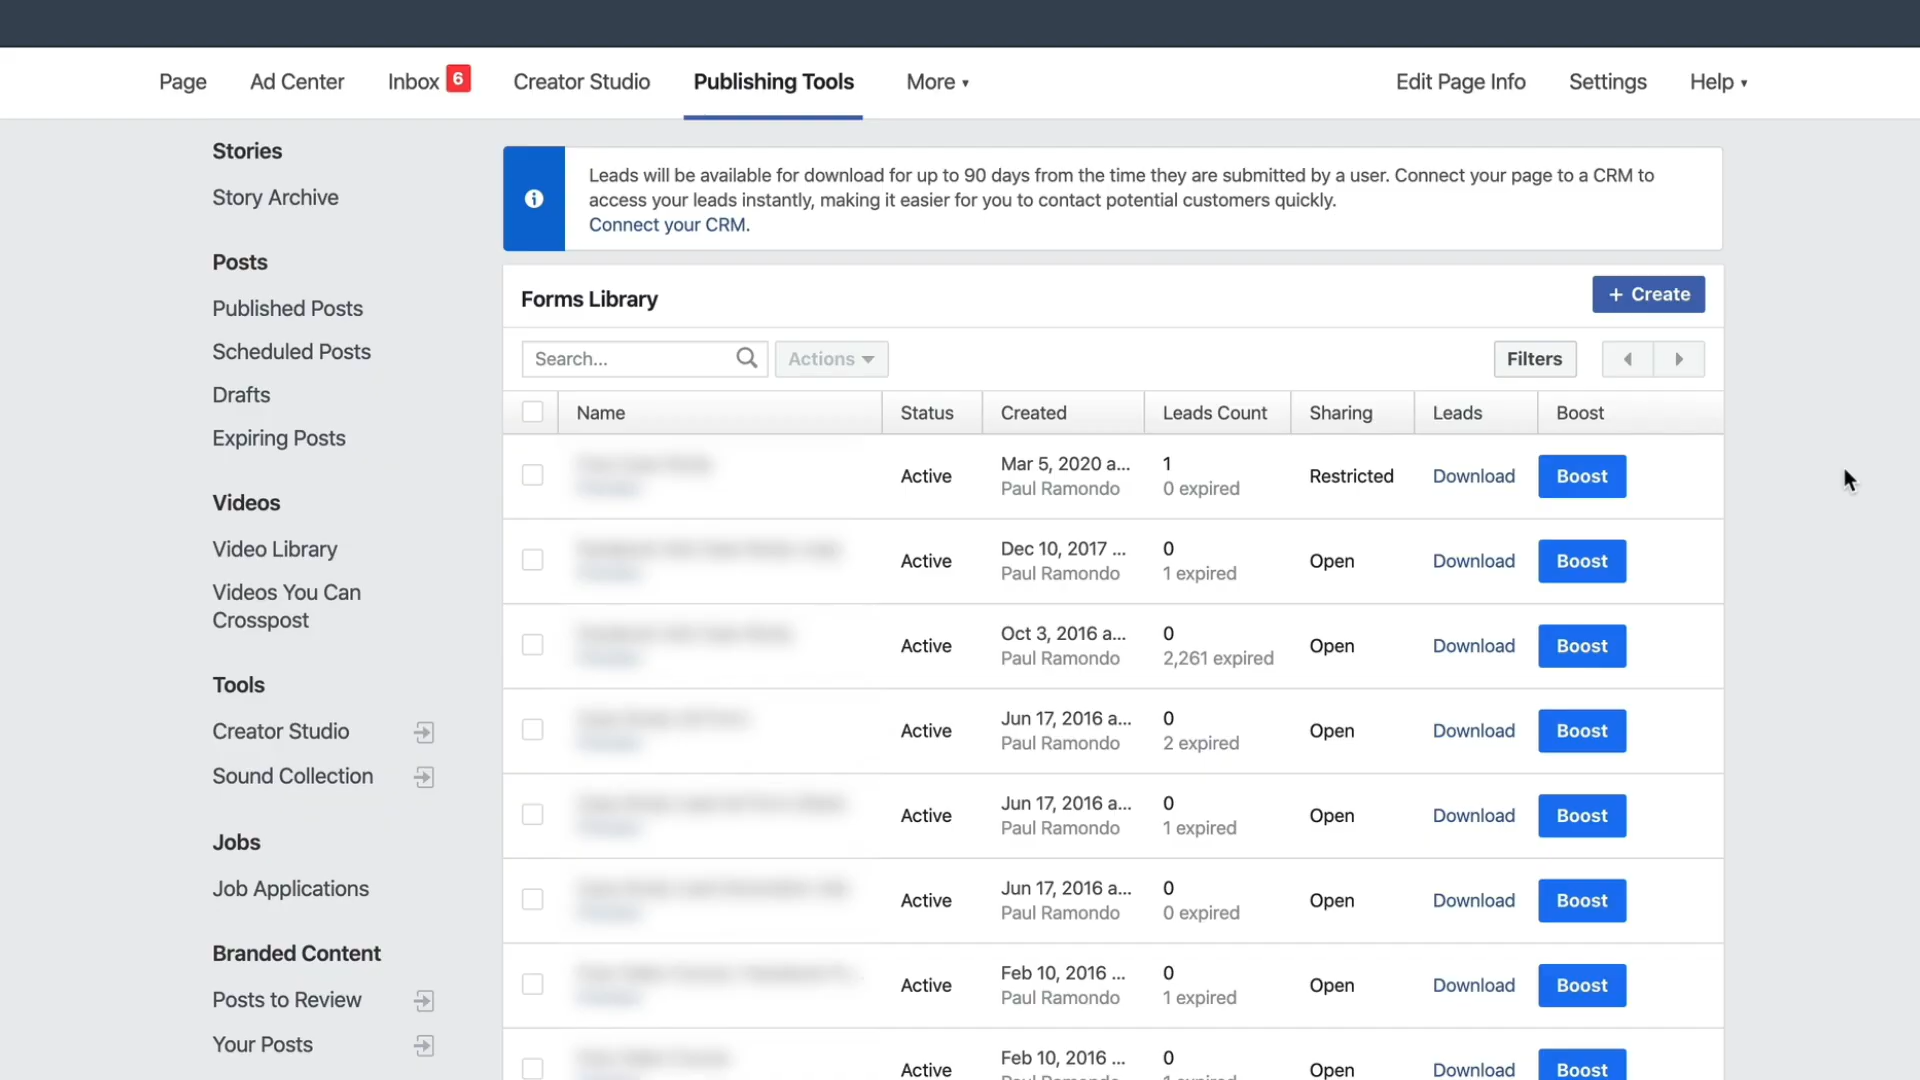 Page Ad Center Inbox 6 Creator Studio Publishing Tools More Edit Page Info Settings Help
Stories
Story Archive
Posts
Published Posts
Scheduled Posts
Drafts
Expiring Posts
Videos
Video Library
Videos You Can
Crosspost
Tools
Creator Studio
Sound Collection
Jobs
Job Applications
Branded Content
Posts to Review
Your Posts
Leads will be available for download for up to 90 days from the time they are submitted by a user. Connect your page to a CRM to
access your leads instantly, making it easier for you to contact potential customers quickly.
Connect your CRM.
Forms Library + Create
Search... Actions Filters
Name Status Created Leads Count Sharing Leads Boost
Active Mar 5, 2020 a... 1 Restricted Download Boost
Paul Ramondo 0 expired
Active Dec 10, 2017 ... 0 Open Download Boost
Paul Ramondo 1 expired
Active Oct 3, 2016 a... 0 Open Download Boost
Paul Ramondo 2,261 expired
Active Jun 17, 2016 a... 0 Open Download Boost
Paul Ramondo 2 expired
Active Jun 17, 2016 a... 0 Open Download Boost
Paul Ramondo 1 expired
Active Jun 17, 2016 a... 0 Open Download Boost
Paul Ramondo 0 expired
Active Feb 10, 2016 ... 0 Open Download Boost
Paul Ramondo 1 expired
Active Feb 10, 2016 ... 0 Open Download Boost